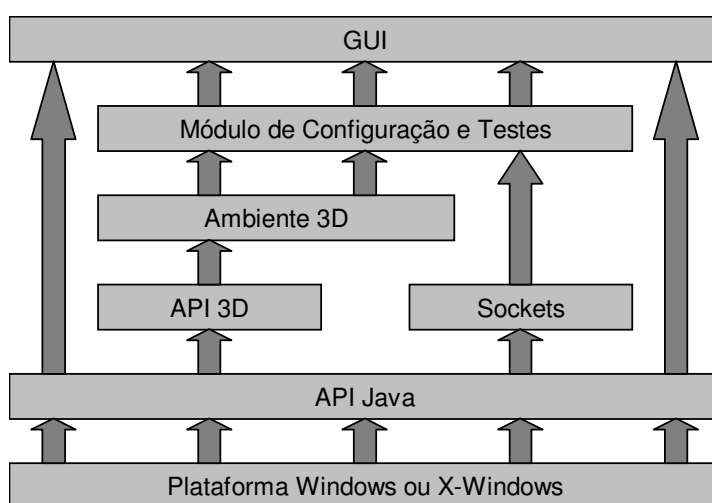 GUI
Módulo de Configuração e Testes
Ambiente 3D
API 3D
Sockets
API Java
Plataforma Windows ou X-Windows